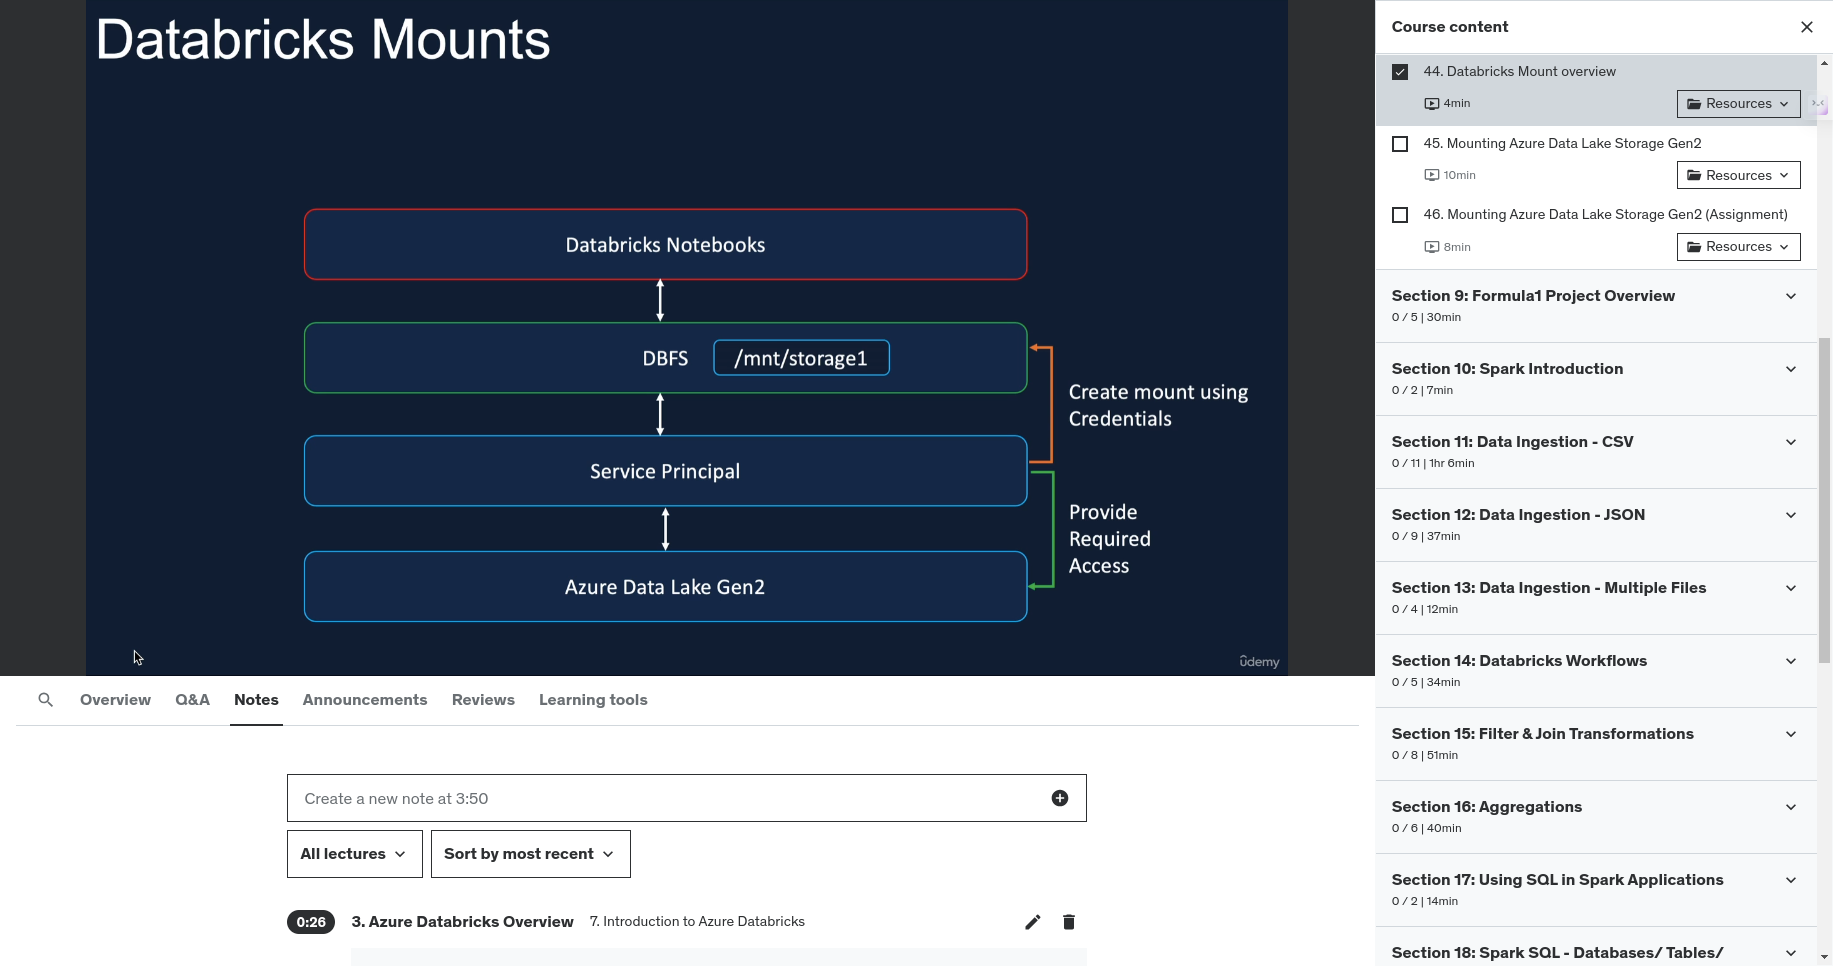 Databricks Mounts
Databricks Notebooks
DBFS
/mnt/storage1
Create mount using
Credentials
Service Principal
Provide
Required
Access
Azure Data Lake Gen2
ûdemy
Overview
Q&A
Notes
Announcements
Reviews
Learning tools
Create a new note at 3:50
All lectures
Sort by most recent
0:26
3. Azure Databricks Overview
7. Introduction to Azure Databricks
Course content
44. Databricks Mount overview
4min
Resources
45. Mounting Azure Data Lake Storage Gen2
10min
Resources
46. Mounting Azure Data Lake Storage Gen2 (Assignment)
8min
Resources
Section 9: Formula1 Project Overview
0 / 5 | 30min
Section 10: Spark Introduction
0 / 2 | 7min
Section 11: Data Ingestion - CSV
0 / 11 | 1hr 6min
Section 12: Data Ingestion - JSON
0 / 9 | 37min
Section 13: Data Ingestion - Multiple Files
0 / 4 | 12min
Section 14: Databricks Workflows
0 / 5 | 34min
Section 15: Filter & Join Transformations
0 / 8 | 51min
Section 16: Aggregations
0 / 6 | 40min
Section 17: Using SQL in Spark Applications
0 / 2 | 14min
Section 18: Spark SQL - Databases/ Tables/